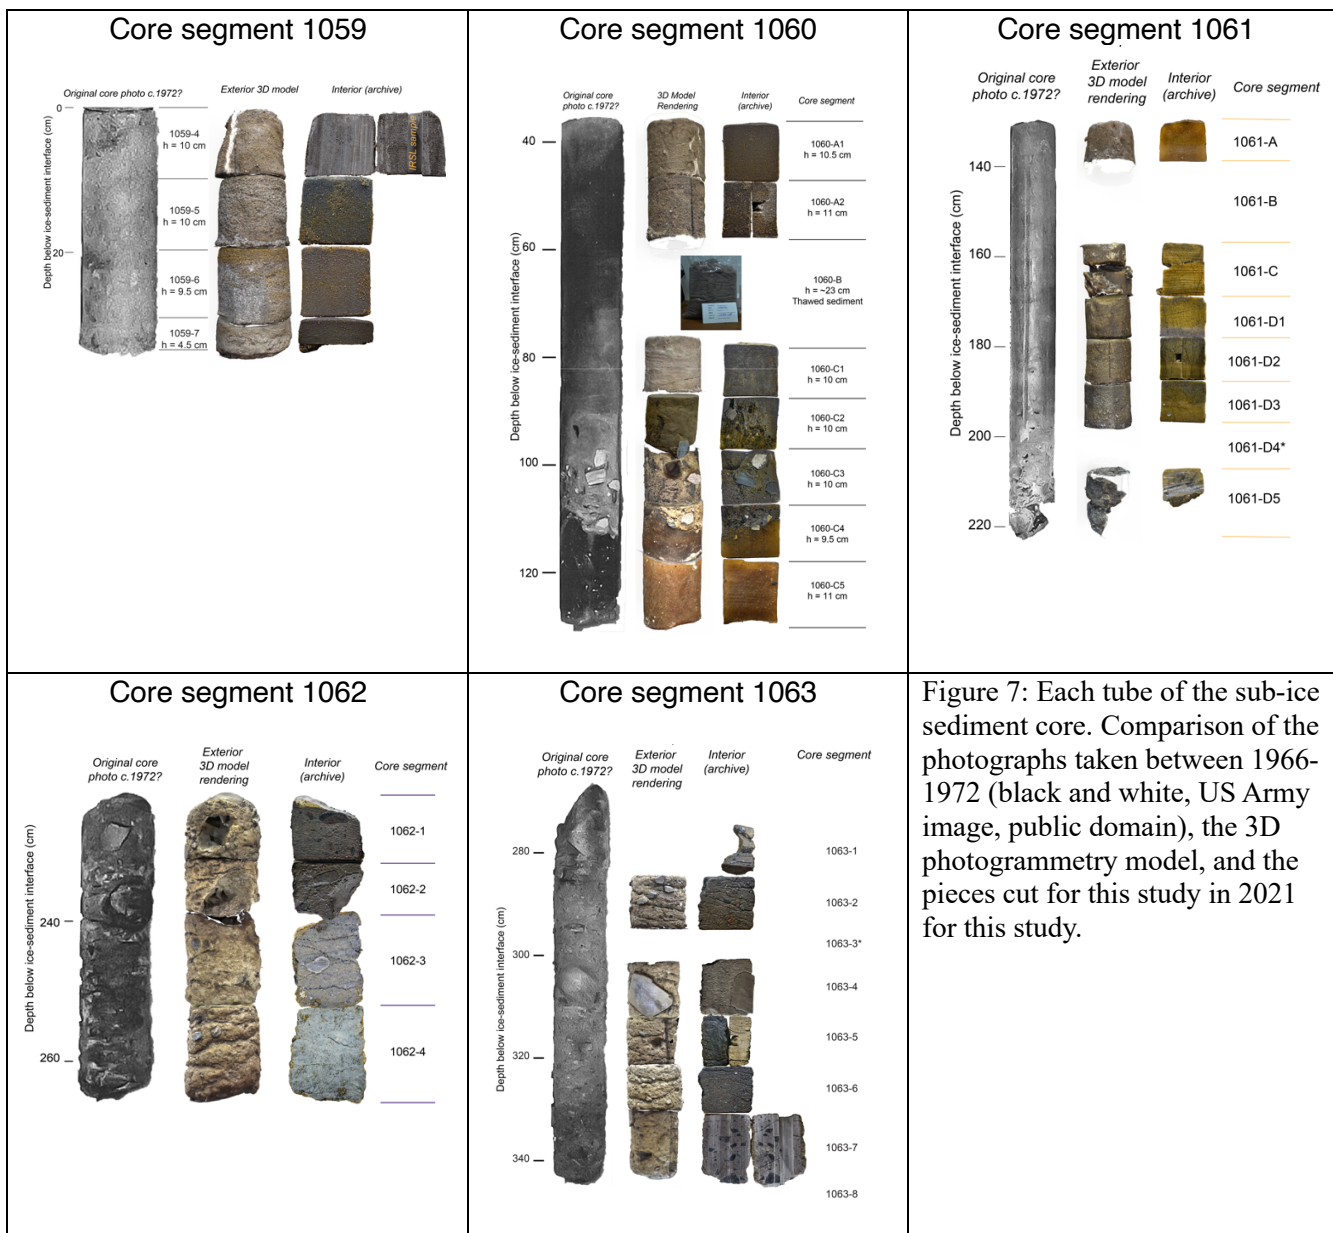 Core segment 1059
Original core photo c.1972?
Exterior 3D model
Interior (archive)
Depth below ice-sediment interface (cm)
0
20
1059-4
h = 10 cm
1059-5
h = 10 cm
1059-6
h = 9.5 cm
1059-7
h = 4.5 cm
IRSL sample
Core segment 1060
Original core
photo c.1972?
3D Model
Rendering
Interior
(archive)
Core segment
Depth below ice-sediment interface (cm)
40
60
80
100
120
1060-A1
h = 10.5 cm
1060-A2
h = 11 cm
1060-B
h = ~23 cm
Thawed sediment
1060-C1
h = 10 cm
1060-C2
h = 10 cm
1060-C3
h = 10 cm
1060-C4
h = 9.5 cm
1060-C5
h = 11 cm
Core segment 1061
Original core
photo c.1972?
Exterior
3D model
rendering
Interior
(archive)
Core segment
Depth below ice-sediment interface (cm)
140
160
180
200
220
1061-A
1061-B
1061-C
1061-D1
1061-D2
1061-D3
1061-D4*
1061-D5
Core segment 1062
Original core
photo c.1972?
Exterior
3D model
rendering
Interior
(archive)
Core segment
Depth below ice-sediment interface (cm)
240
260
1062-1
1062-2
1062-3
1062-4
Core segment 1063
Original core
photo c.1972?
Exterior
3D model
rendering
Interior
(archive)
Core segment
Depth below ice-sediment interface (cm)
280
300
320
340
1063-1
1063-2
1063-3*
1063-4
1063-5
1063-6
1063-7
1063-8
Figure 7: Each tube of the sub-ice
sediment core. Comparison of the
photographs taken between 1966-
1972 (black and white, US Army
image, public domain), the 3D
photogrammetry model, and the
pieces cut for this study in 2021
for this study.